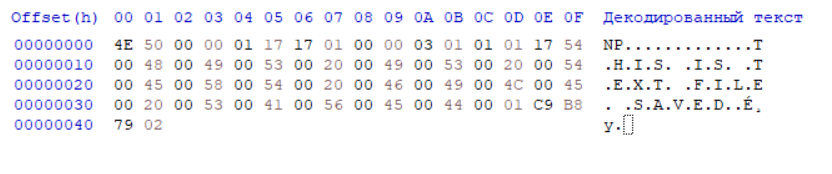 Offset(h) 00 01 02 03 04 05 06 07 08 09 0A 0B 0C 0D 0E 0F Декодированный текст
00000000 4E 50 00 00 01 17 17 01 00 00 03 01 01 01 17 54 NP.............T
00000010 00 48 00 49 00 53 00 20 00 49 00 53 00 20 00 54 .H.I.S. .I.S. .T
00000020 00 45 00 58 00 54 00 20 00 46 00 49 00 4C 00 45 .E.X.T. .F.I.L.E
00000030 00 20 00 53 00 41 00 56 00 45 00 44 00 01 C9 B8 . .S.A.V.E.D..É¸
00000040 79 02 y.